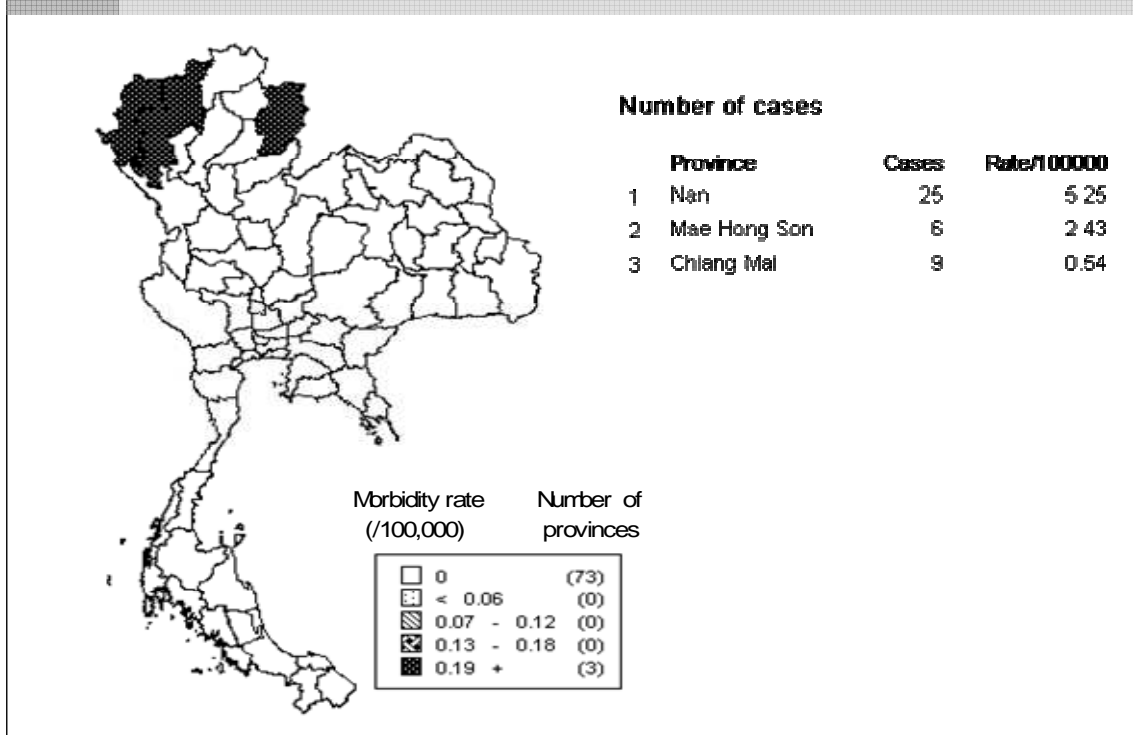 Number of cases
Province Cases Rate/100000
1 Nan 25 5 25
2 Mae Hong Son 6 2 43
3 Chiang Mai 9 0.54
Morbidity rate Number of
(/100,000) provinces
0 (73)
< 0.06 (0)
0.07 - 0.12 (0)
0.13 - 0.18 (0)
0.19 + (3)